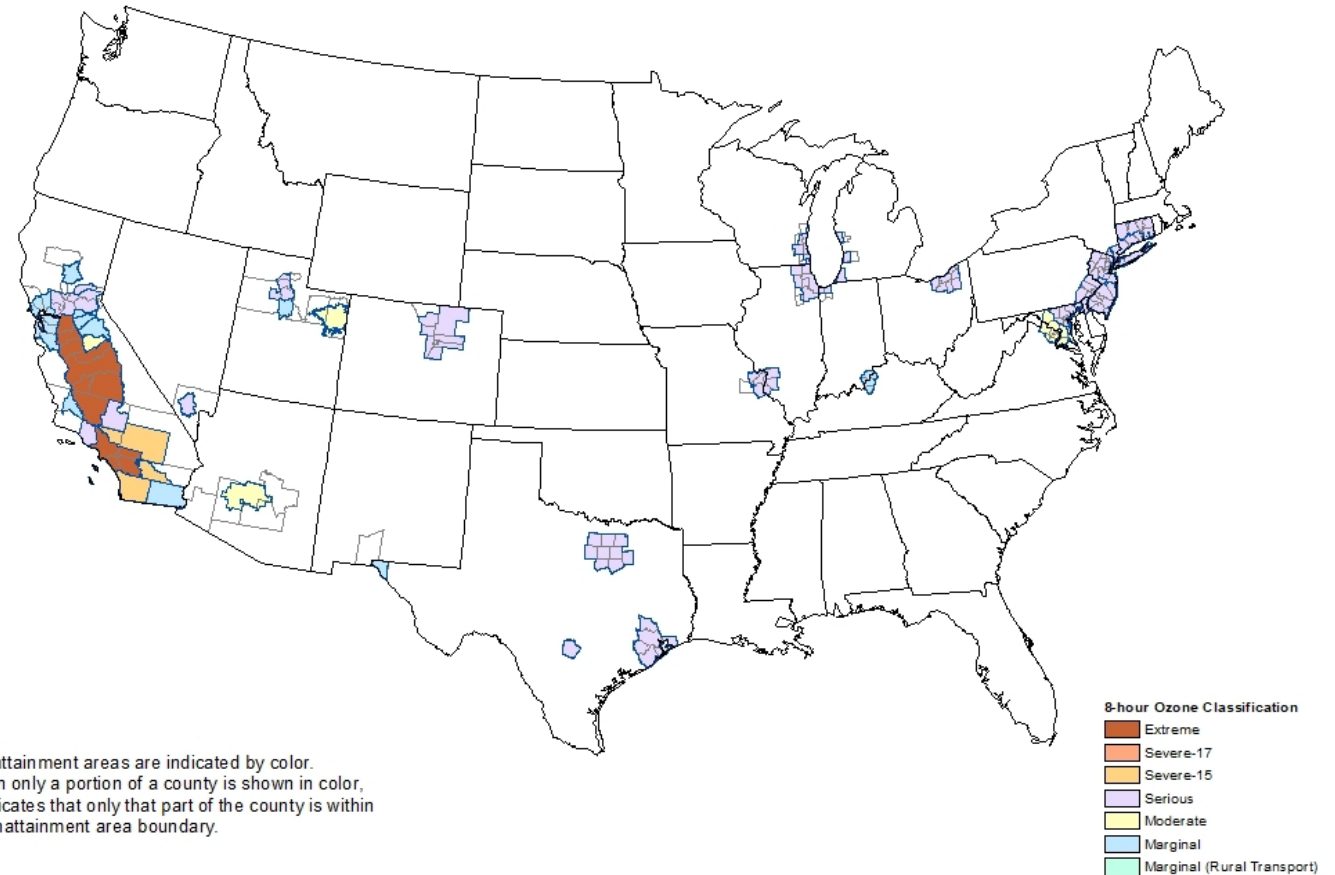 ttainment areas are indicated by color.
n only a portion of a county is shown in color,
icates that only that part of the county is within
attainment area boundary.
8-hour Ozone Classification
Extreme
Severe-17
Severe-15
Serious
Moderate
Marginal
Marginal (Rural Transport)